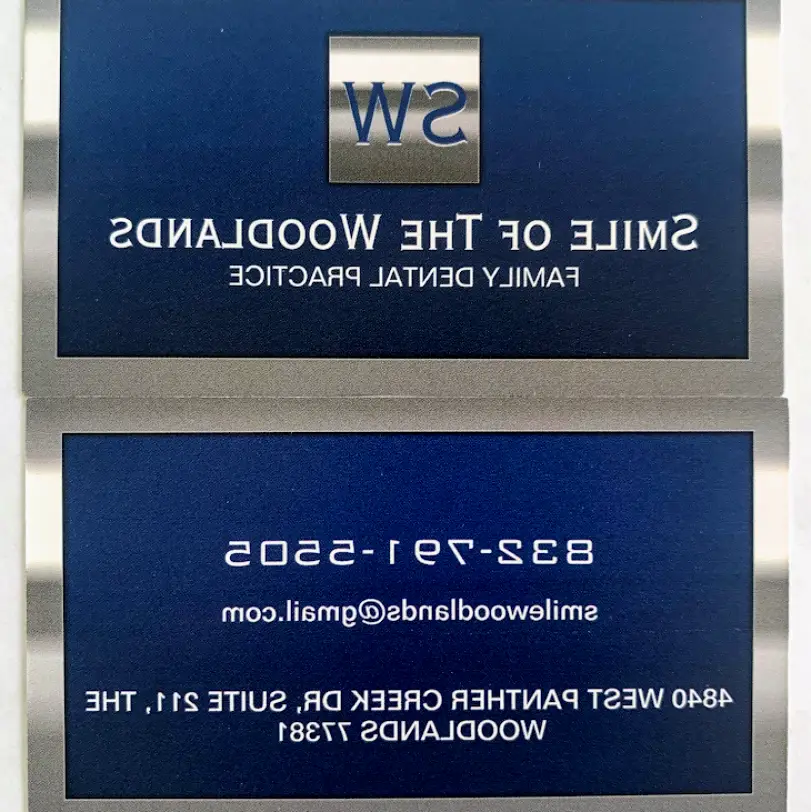 SW
SMILE OF THE WOODLANDS
FAMILY DENTAL PRACTICE
832-791-5505
smilewoodlands@gmail.com
4840 WEST PANTHER CREEK DR, SUITE 211, THE
WOODLANDS 77381